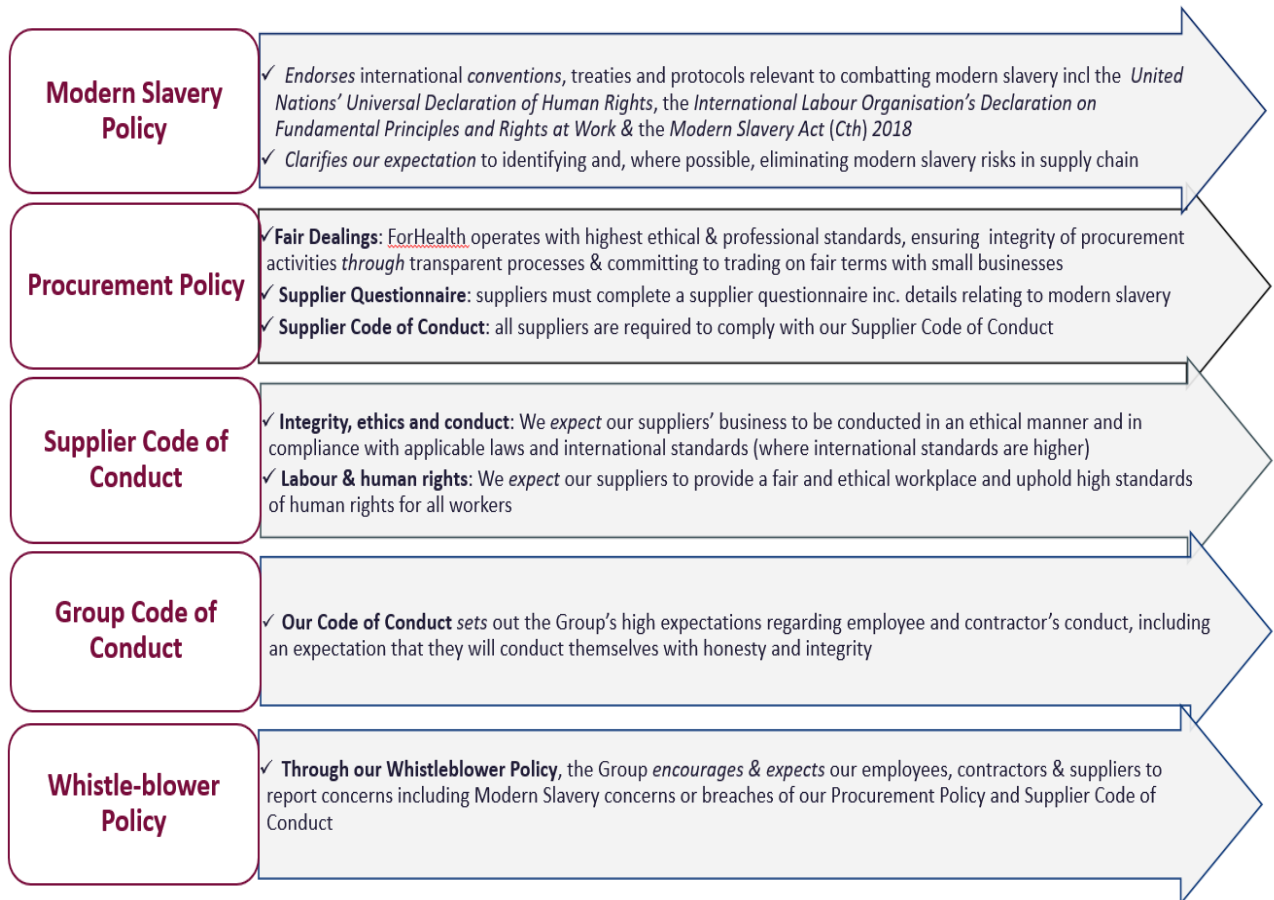 Modern Slavery
Policy
✓ Endorses international conventions, treaties and protocols relevant to combatting modern slavery incl the United
Nations’ Universal Declaration of Human Rights, the International Labour Organisation’s Declaration on
Fundamental Principles and Rights at Work & the Modern Slavery Act (Cth) 2018
✓ Clarifies our expectation to identifying and, where possible, eliminating modern slavery risks in supply chain
Procurement Policy
✓Fair Dealings: ForHealth operates with highest ethical & professional standards, ensuring integrity of procurement
activities through transparent processes & committing to trading on fair terms with small businesses
✓ Supplier Questionnaire: suppliers must complete a supplier questionnaire inc. details relating to modern slavery
✓ Supplier Code of Conduct: all suppliers are required to comply with our Supplier Code of Conduct
Supplier Code of
Conduct
✓ Integrity, ethics and conduct: We expect our suppliers’ business to be conducted in an ethical manner and in
compliance with applicable laws and international standards (where international standards are higher)
✓ Labour & human rights: We expect our suppliers to provide a fair and ethical workplace and uphold high standards
of human rights for all workers
Group Code of
Conduct
✓ Our Code of Conduct sets out the Group’s high expectations regarding employee and contractor’s conduct, including
an expectation that they will conduct themselves with honesty and integrity
Whistle-blower
Policy
✓ Through our Whistleblower Policy, the Group encourages & expects our employees, contractors & suppliers to
report concerns including Modern Slavery concerns or breaches of our Procurement Policy and Supplier Code of
Conduct